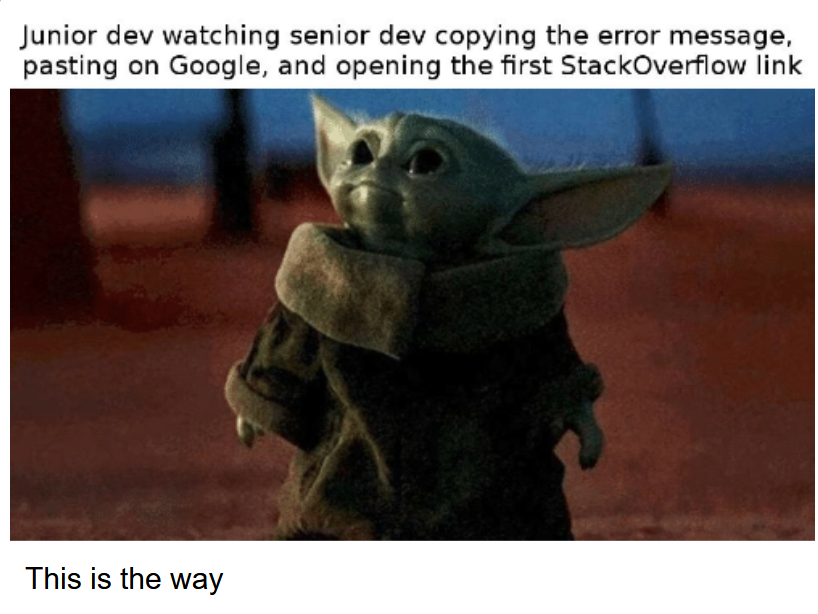 Junior dev watching senior dev copying the error message,
pasting on Google, and opening the first StackOverflow link
This is the way